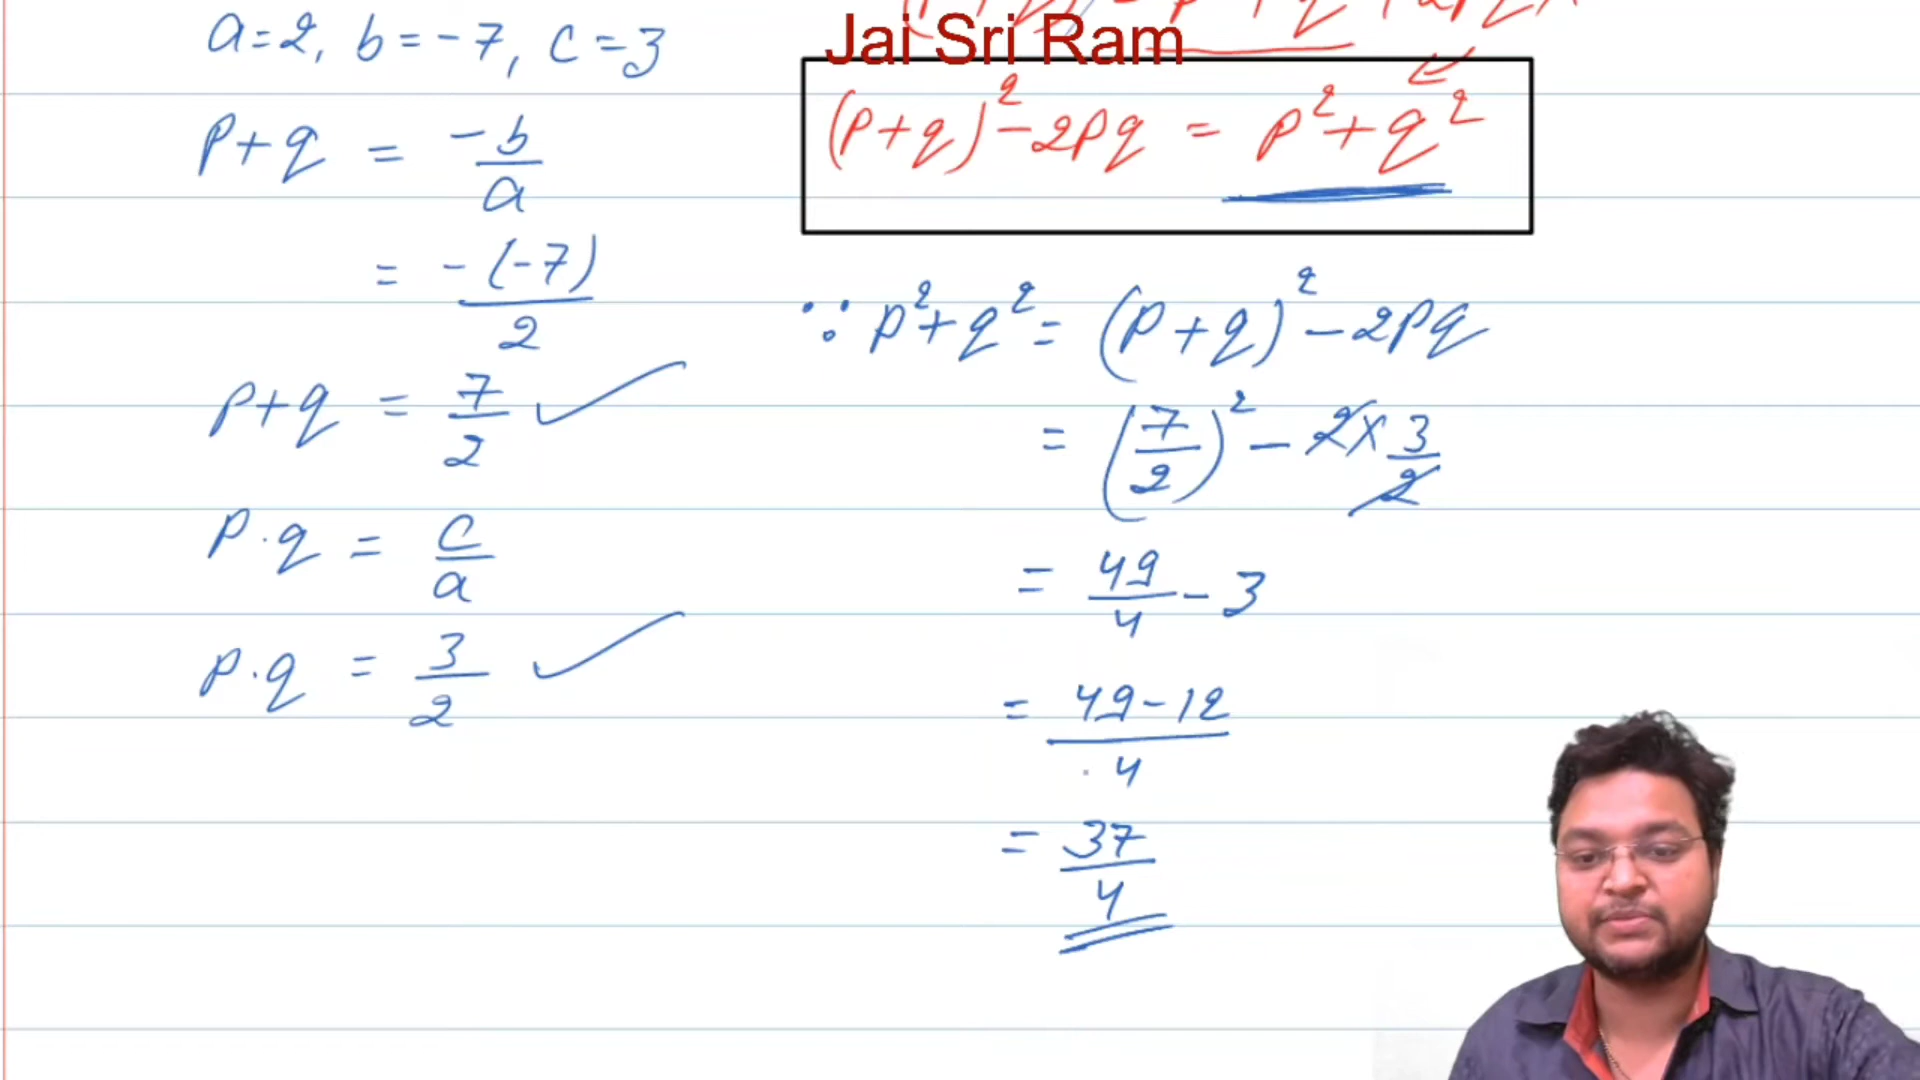 a=2, b=-7, c=3
p+q = -b/a
= -(-7)/2
p+q = 7/2 ✓
p.q = c/a
p.q = 3/2 ✓
Jai Sri Ram
(p+q)² - 2pq = p²+q²
∵ p²+q² = (p+q)² - 2pq
= (7/2)² - 2×3/2
= 49/4 - 3
= 49-12/4
= 37/4